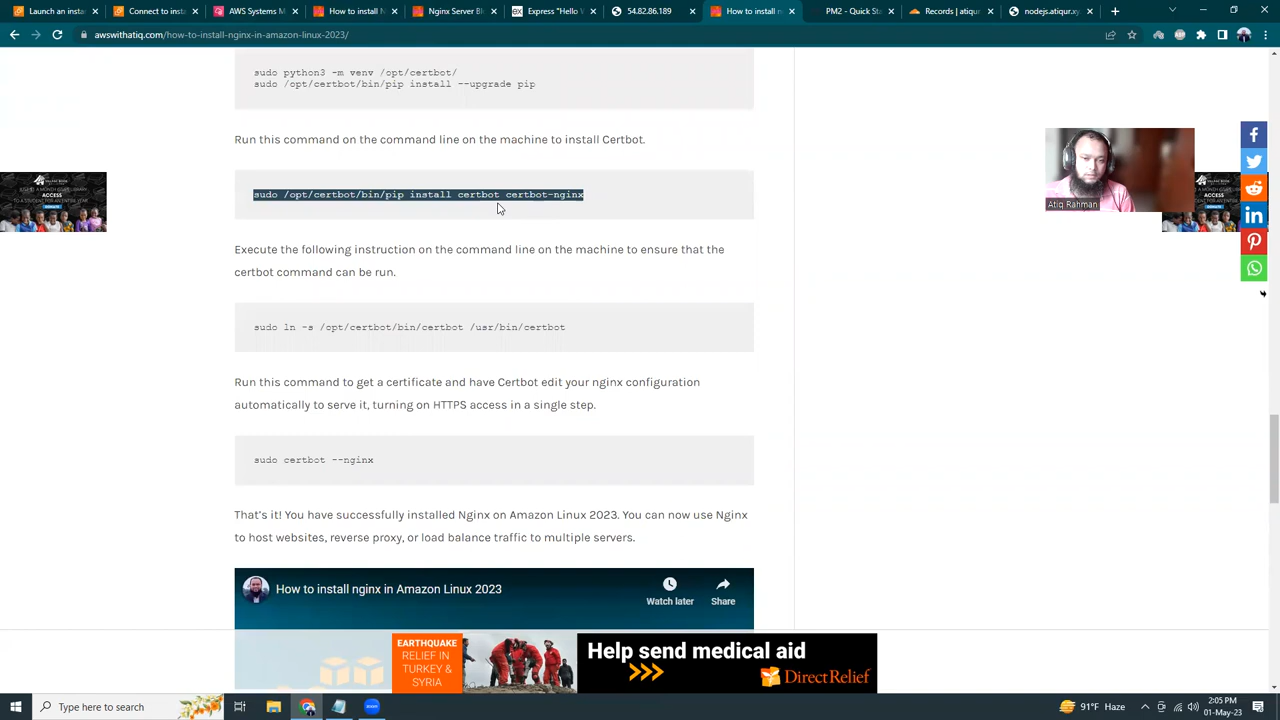 Certbot
Connect to insta
AWS Systems M
How to install N
Nginx Server Blo
Express "Hello W
54.82.86.189
How to install n
PM2 - Quick Sta
Records | atiqur
node.js.atiqur.rx
awswithatiq.com/how-to-install-nginx-in-amazon-linux-2023/
sudo python3 -m venv /opt/certbot/
sudo /opt/certbot/bin/pip install --upgrade pip
Run this command on the command line on the machine to install Certbot.
sudo /opt/certbot/bin/pip install certbot certbot-nginx
Atiq Rahman
ACCESS
Execute the following instruction on the command line on the machine to ensure that the
certbot command can be run.
sudo ln -s /opt/certbot/bin/certbot /usr/bin/certbot
Run this command to get a certificate and have Certbot edit your nginx configuration
automatically to serve it, turning on HTTPS access in a single step.
sudo certbot --nginx
That's it! You have successfully installed Nginx on Amazon Linux 2023. You can now use Nginx
to host websites, reverse proxy, or load balance traffic to multiple servers.
How to install nginx in Amazon Linux 2023
Watch later
Share
EARTHQUAKE
RELIEF IN
TURKEY &
SYRIA
Help send medical aid
DirectRelief
Type here to search
91°F Haze
2:05 PM
01-May-23